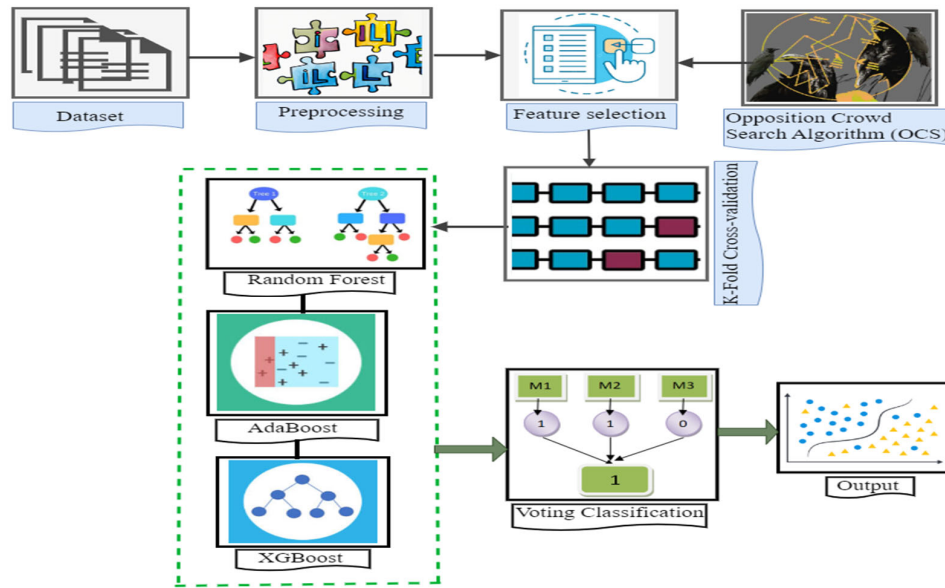 Dataset
Preprocessing
Feature selection
Opposition Crowd
Search Algorithm (OCS)
K-Fold Cross-validation
Tree 1
Tree 2
Random Forest
AdaBoost
XGBoost
M1 M2 M3
1 1 0
1
Voting Classification
Output